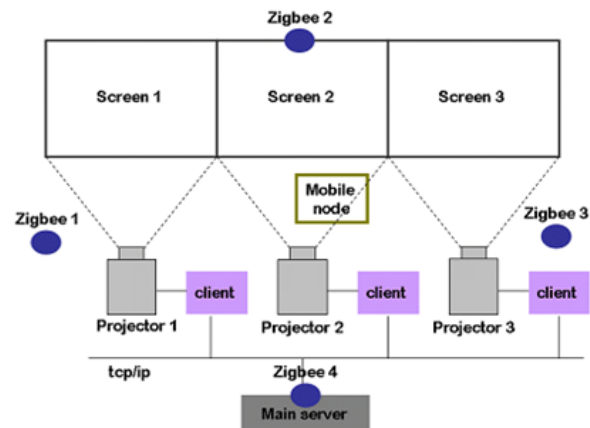 Zigbee 2
Screen 1
Screen 2
Screen 3
Mobile
node
Zigbee 1
Zigbee 3
client
client
client
Projector 1
Projector 2
Projector 3
tcp/ip
Zigbee 4
Main server